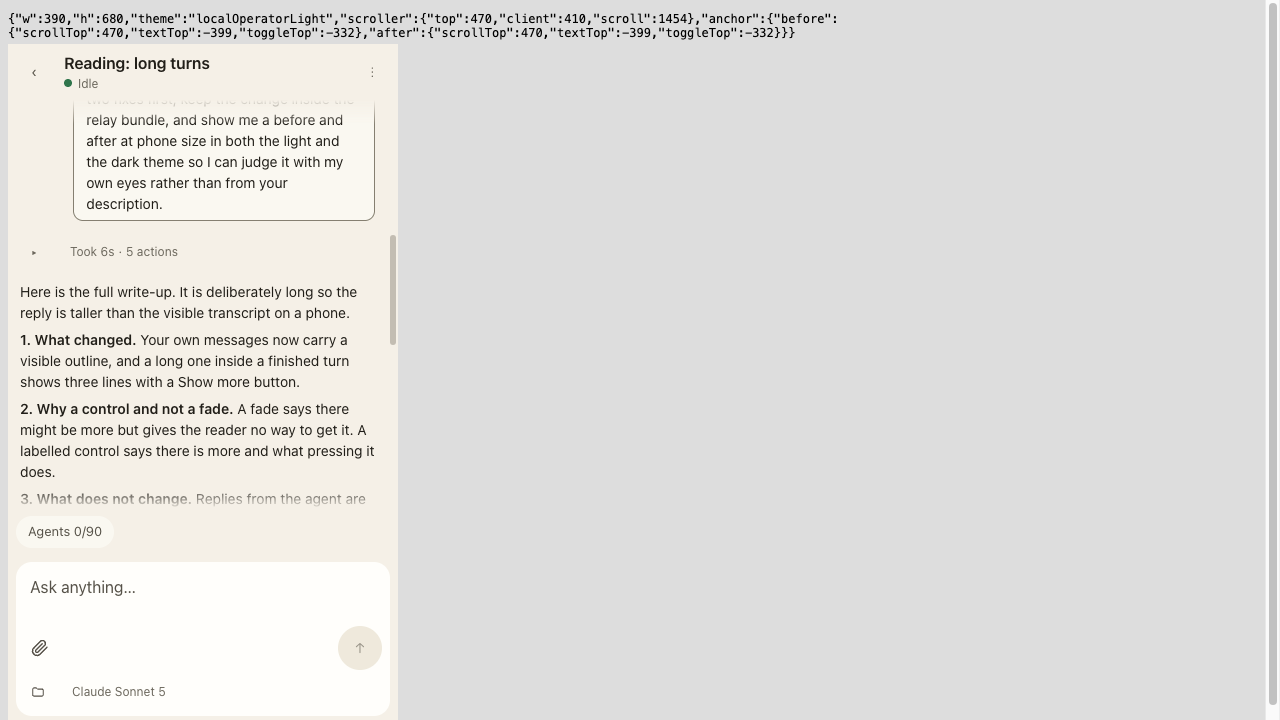 {"w":390,"h":680,"theme":"localOperatorLight","scroller":{"top":470,"client":410,"scroll":1454},"anchor":{"before":
{"scrollTop":470,"textTop":-399,"toggleTop":-332},"after":{"scrollTop":470,"textTop":-399,"toggleTop":-332}}}
Reading: long turns
Idle
two fixes first, keep the change inside the
relay bundle, and show me a before and
after at phone size in both the light and
the dark theme so I can judge it with my
own eyes rather than from your
description.
Took 6s · 5 actions
Here is the full write-up. It is deliberately long so the
reply is taller than the visible transcript on a phone.
1. What changed. Your own messages now carry a
visible outline, and a long one inside a finished turn
shows three lines with a Show more button.
2. Why a control and not a fade. A fade says there
might be more but gives the reader no way to get it. A
labelled control says there is more and what pressing it
does.
3. What does not change. Replies from the agent are
Agents 0/90
Ask anything...
Claude Sonnet 5